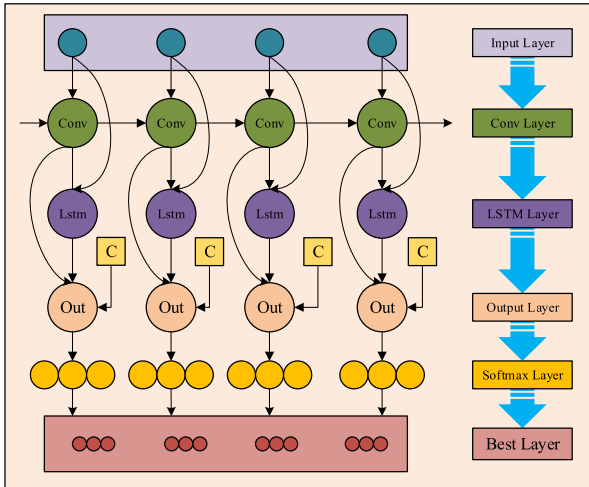 Input Layer
Conv Conv Conv Conv Conv Layer
Lstm Lstm Lstm Lstm LSTM Layer
C C C C
Out Out Out Out Output Layer
Softmax Layer
Best Layer